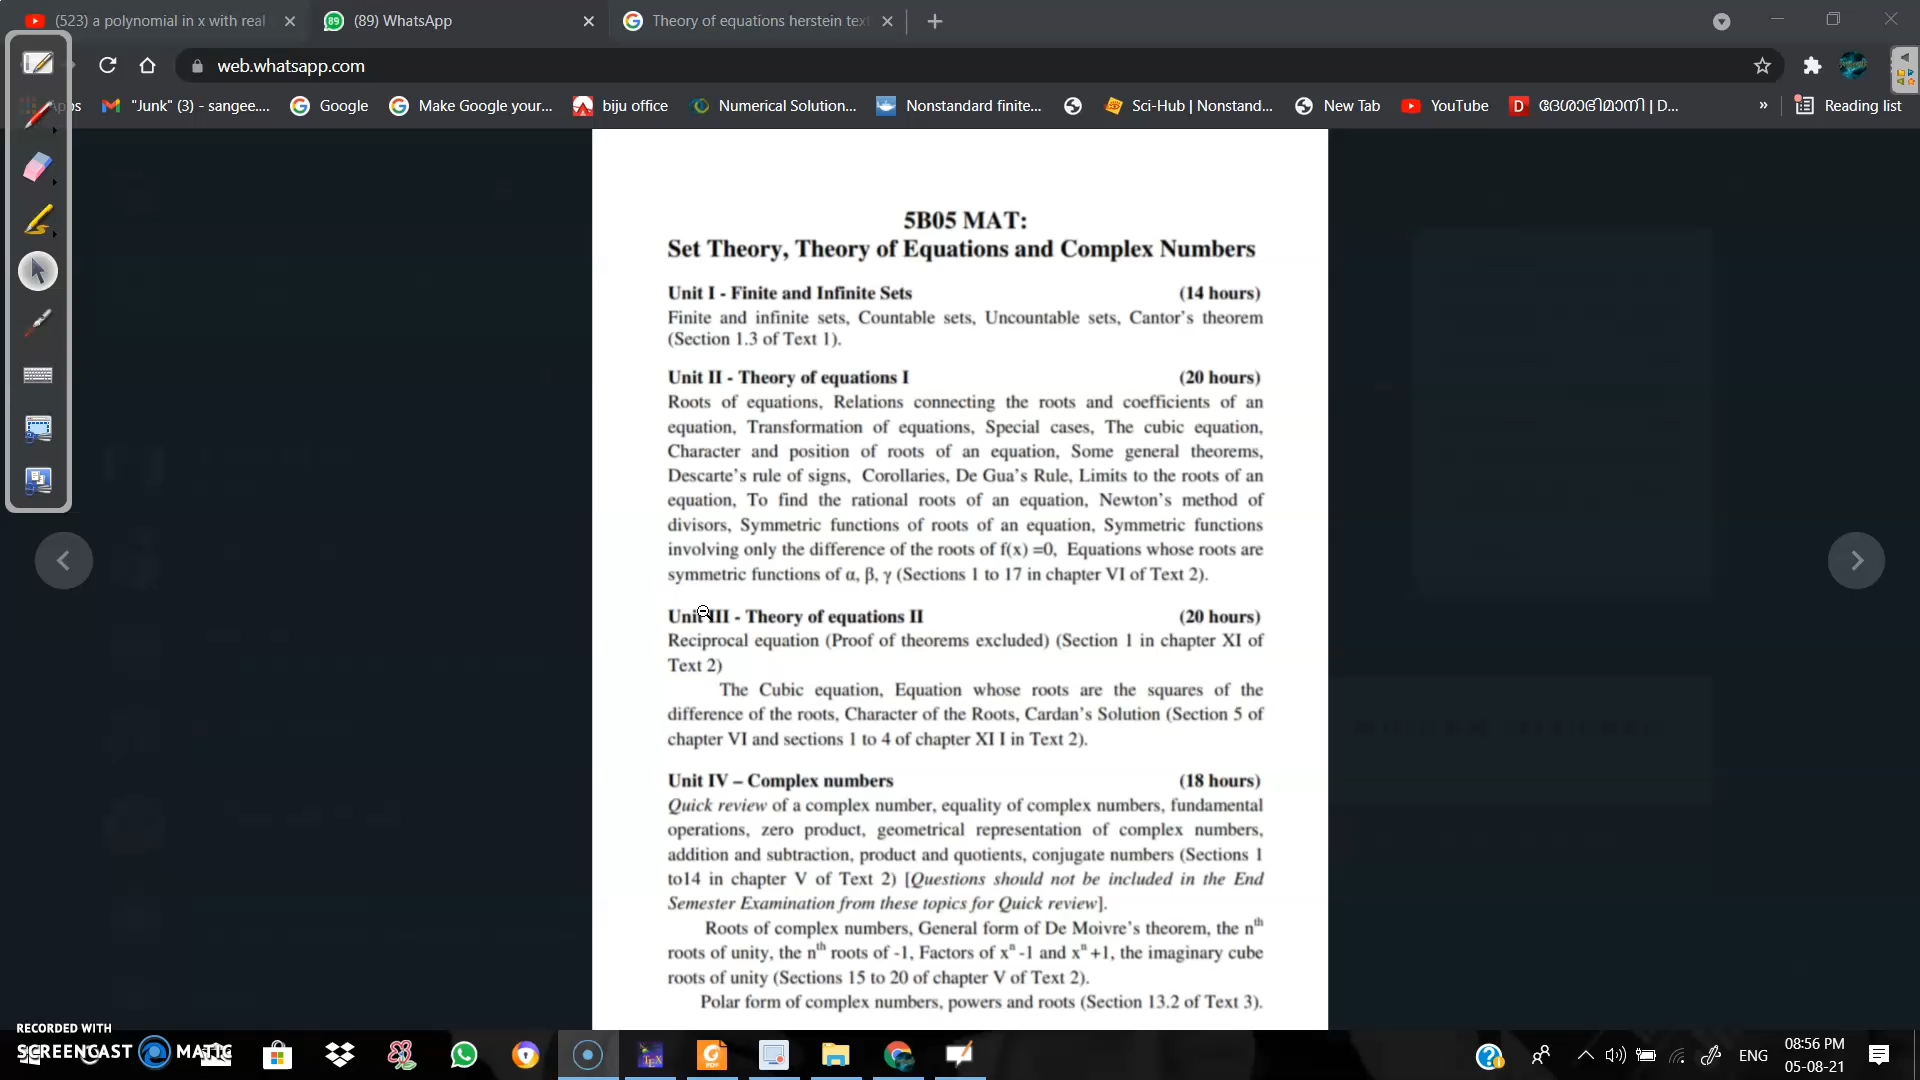 (523) a polynomial in x with real
(89) WhatsApp
Theory of equations herstein text
web.whatsapp.com
"Junk" (3) - sangee....
Google
Make Google your...
biju office
Numerical Solution...
Nonstandard finite...
Sci-Hub | Nonstand...
New Tab
YouTube
ദേശാഭിമാനി | D...
»
Reading list
5B05 MAT:
Set Theory, Theory of Equations and Complex Numbers
Unit I - Finite and Infinite Sets (14 hours)
Finite and infinite sets, Countable sets, Uncountable sets, Cantor's theorem
(Section 1.3 of Text 1).
Unit II - Theory of equations I (20 hours)
Roots of equations, Relations connecting the roots and coefficients of an
equation, Transformation of equations, Special cases, The cubic equation,
Character and position of roots of an equation, Some general theorems,
Descarte's rule of signs, Corollaries, De Gua's Rule, Limits to the roots of an
equation, To find the rational roots of an equation, Newton's method of
divisors, Symmetric functions of roots of an equation, Symmetric functions
involving only the difference of the roots of f(x) =0, Equations whose roots are
symmetric functions of α, β, γ (Sections 1 to 17 in chapter VI of Text 2).
Unit III - Theory of equations II (20 hours)
Reciprocal equation (Proof of theorems excluded) (Section 1 in chapter XI of
Text 2)
The Cubic equation, Equation whose roots are the squares of the
difference of the roots, Character of the Roots, Cardan's Solution (Section 5 of
chapter VI and sections 1 to 4 of chapter XI I in Text 2).
Unit IV – Complex numbers (18 hours)
Quick review of a complex number, equality of complex numbers, fundamental
operations, zero product, geometrical representation of complex numbers,
addition and subtraction, product and quotients, conjugate numbers (Sections 1
to14 in chapter V of Text 2) [Questions should not be included in the End
Semester Examination from these topics for Quick review].
Roots of complex numbers, General form of De Moivre's theorem, the nth
roots of unity, the nth roots of -1, Factors of xn -1 and xn +1, the imaginary cube
roots of unity (Sections 15 to 20 of chapter V of Text 2).
Polar form of complex numbers, powers and roots (Section 13.2 of Text 3).
RECORDED WITH
SCREENCAST MATIC
ENG
08:56 PM
05-08-21